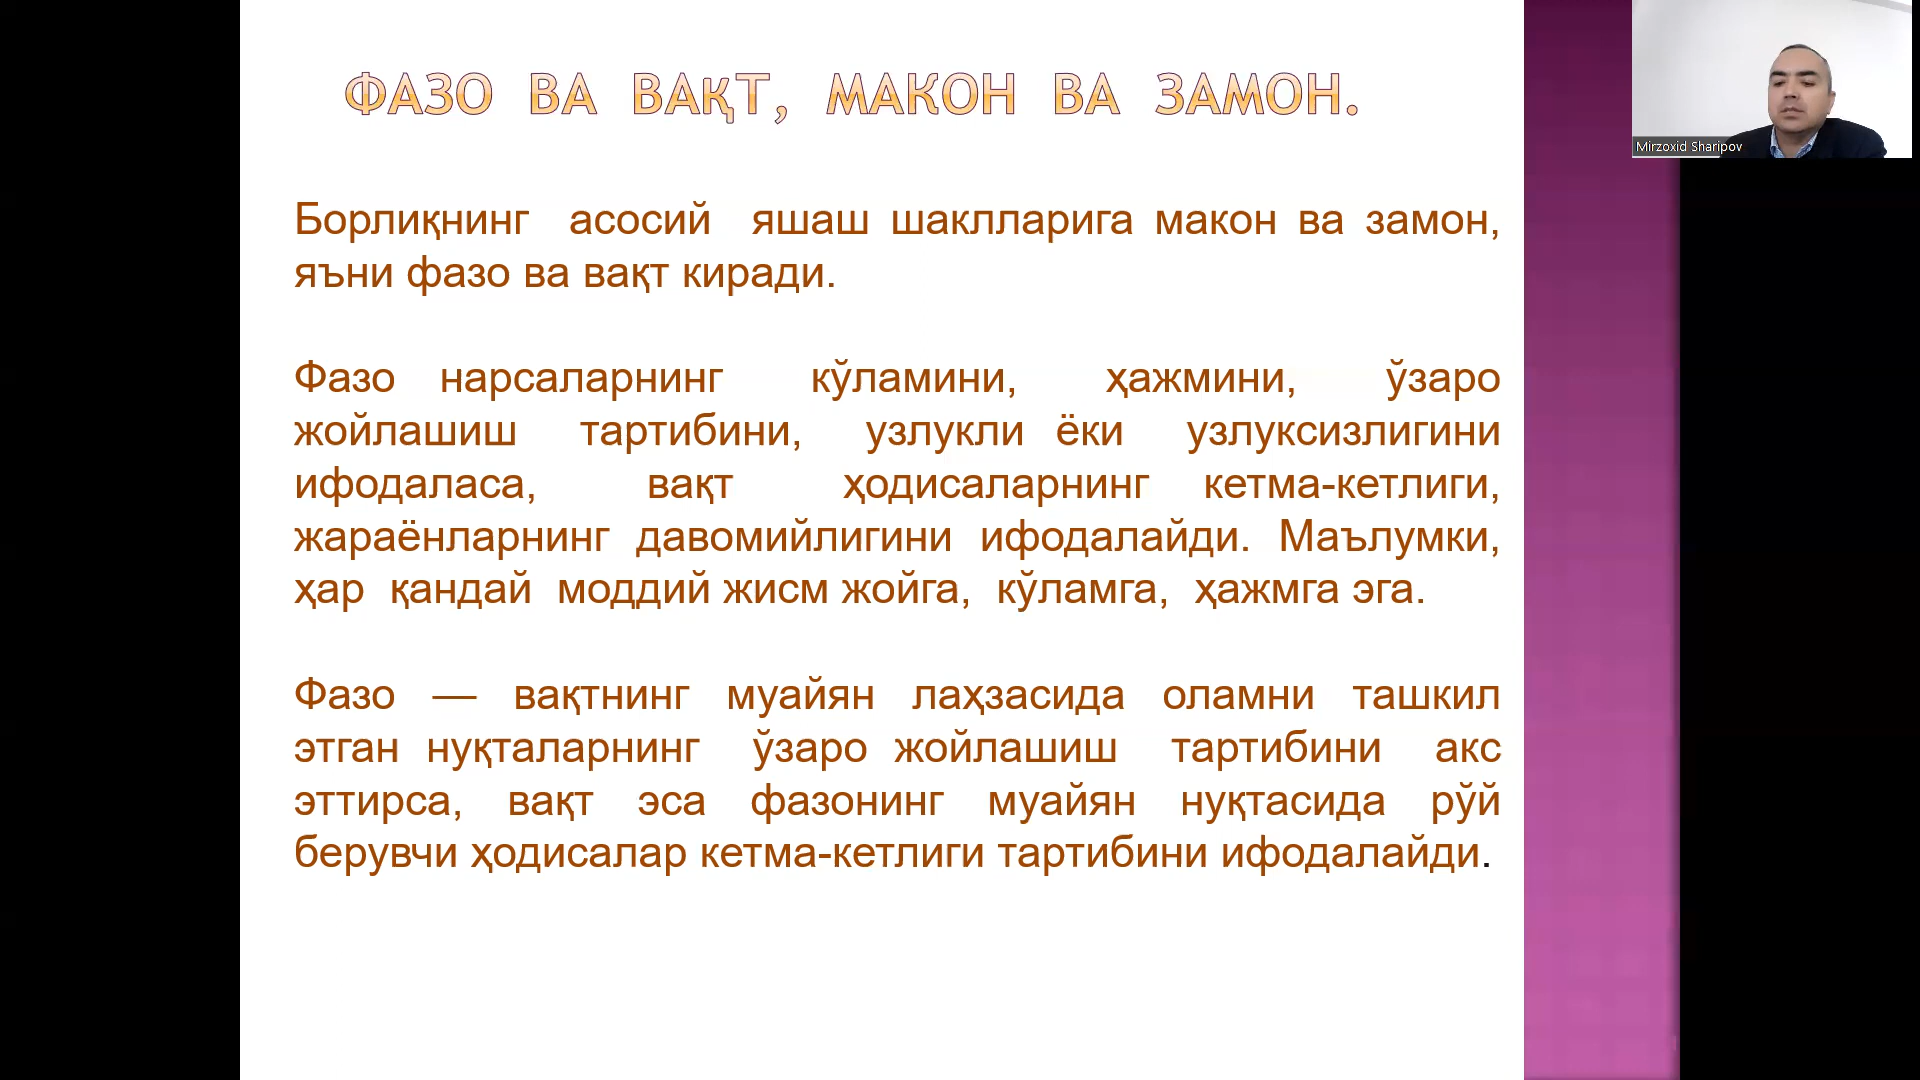 ФАЗО ВА ВАҚТ, МАКОН ВА ЗАМОН.
Mirzoxid Sharipov
Борлиқнинг асосий яшаш шаклларига макон ва замон,
яъни фазо ва вақт киради.
Фазо нарсаларнинг кўламини, ҳажмини, ўзаро
жойлашиш тартибини, узлукли ёки узлуксизлигини
ифодаласа, вақт ҳодисаларнинг кетма-кетлиги,
жараёнларнинг давомийлигини ифодалайди. Маълумки,
ҳар қандай моддий жисм жойга, кўламга, ҳажмга эга.
Фазо — вақтнинг муайян лаҳзасида оламни ташкил
этган нуқталарнинг ўзаро жойлашиш тартибини акс
эттирса, вақт эса фазонинг муайян нуқтасида рўй
берувчи ҳодисалар кетма-кетлиги тартибини ифодалайди.